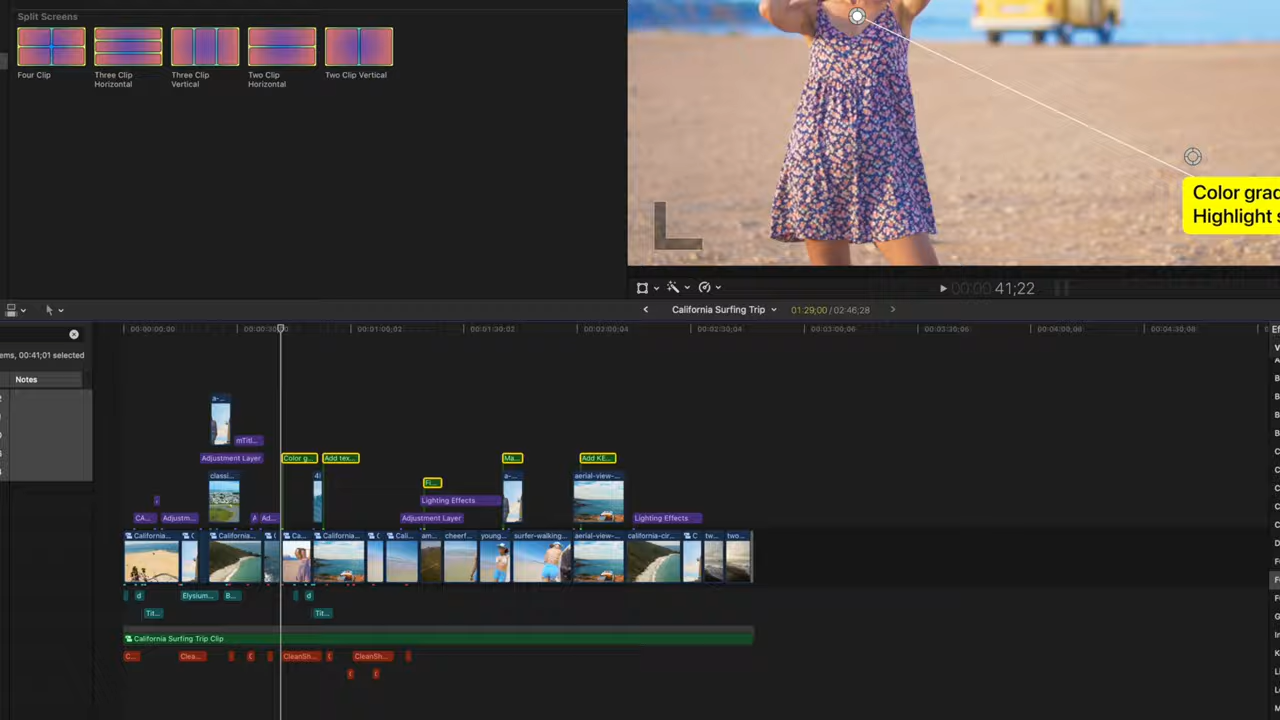 Split Screens
Four Clip
Three Clip Horizontal
Three Clip Vertical
Two Clip Horizontal
Two Clip Vertical
Color grad
Highlight s
00:00 41;22
California Surfing Trip
01:29;00 / 02:46;28
ems, 00:41;01 selected
Notes
00:00:00;00
00:00:30;00
00:01:00;02
00:01:30;02
00:02:00;04
00:02:30;04
00:03:00;06
00:03:30;06
00:04:00;08
00:04:30;08
a-...
mTitl...
Adjustment Layer
Color g...
Add tex...
Ma...
Add KE...
classi...
4l
Fi...
a-...
aerial-view-...
Lighting Effects
CA...
Adjustm...
A
Ad...
Adjustment Layer
Lighting Effects
California...
C
California...
C
Ca...
California...
C
Cali...
am...
cheerf...
young...
surfer-walking...
aerial-view-...
california-cir...
C
tw...
two...
d
Elysium...
B...
d
Tit...
Tit...
California Surfing Trip Clip
C...
Clea...
CleanSh...
CleanSh...